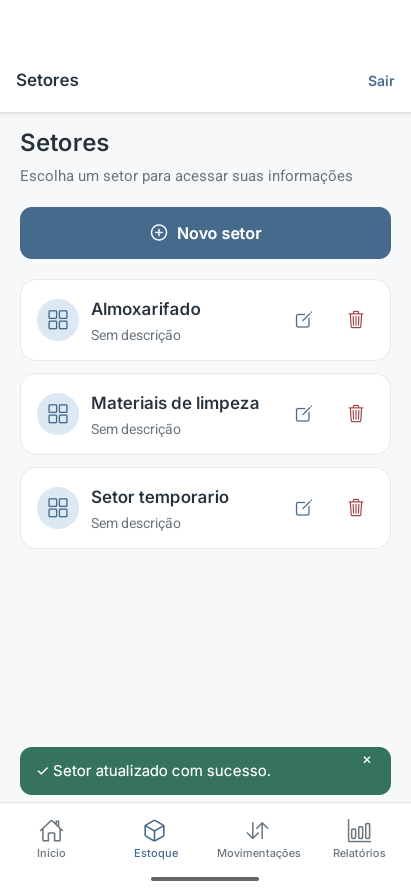 Setores
Sair
Setores
Escolha um setor para acessar suas informações
Novo setor
Almoxarifado
Sem descrição
Materiais de limpeza
Sem descrição
Setor temporario
Sem descrição
✓ Setor atualizado com sucesso.
×
Início
Estoque
Movimentações
Relatórios